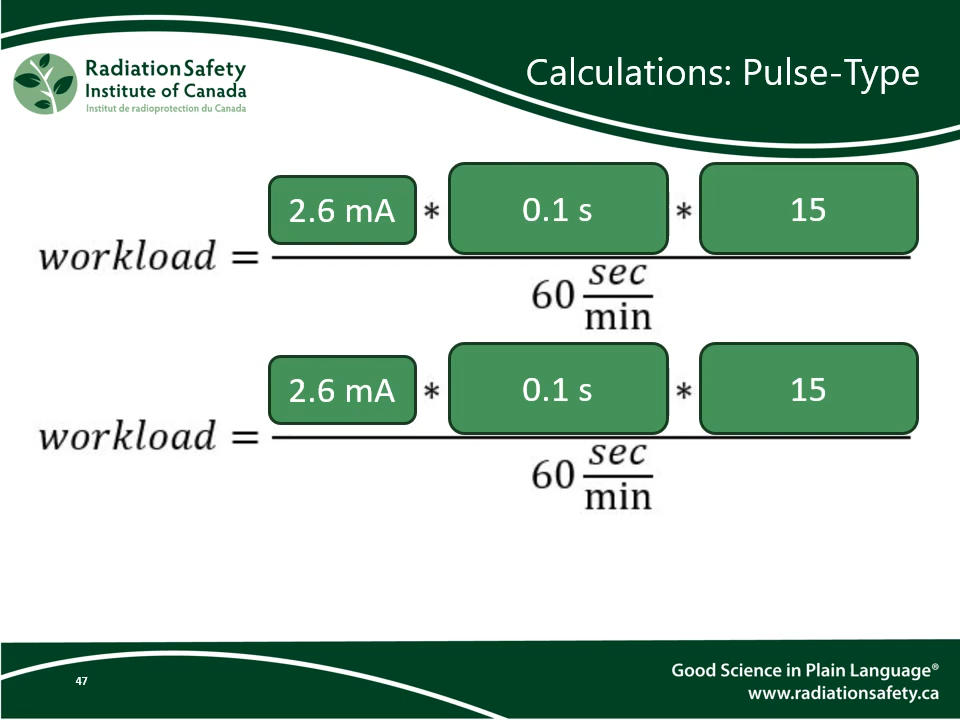 Radiation Safety
Institute of Canada
Institut de radioprotection du Canada
Calculations: Pulse-Type
workload = 2.6 mA * 0.1 s * 15
60 sec
min
workload = 2.6 mA * 0.1 s * 15
60 sec
min
47
Good Science in Plain Language®
www.radiationsafety.ca